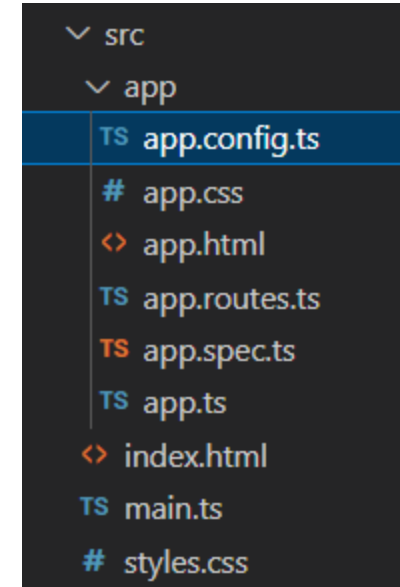 src
app
TS app.config.ts
# app.css
<> app.html
TS app.routes.ts
TS app.spec.ts
TS app.ts
<> index.html
TS main.ts
# styles.css